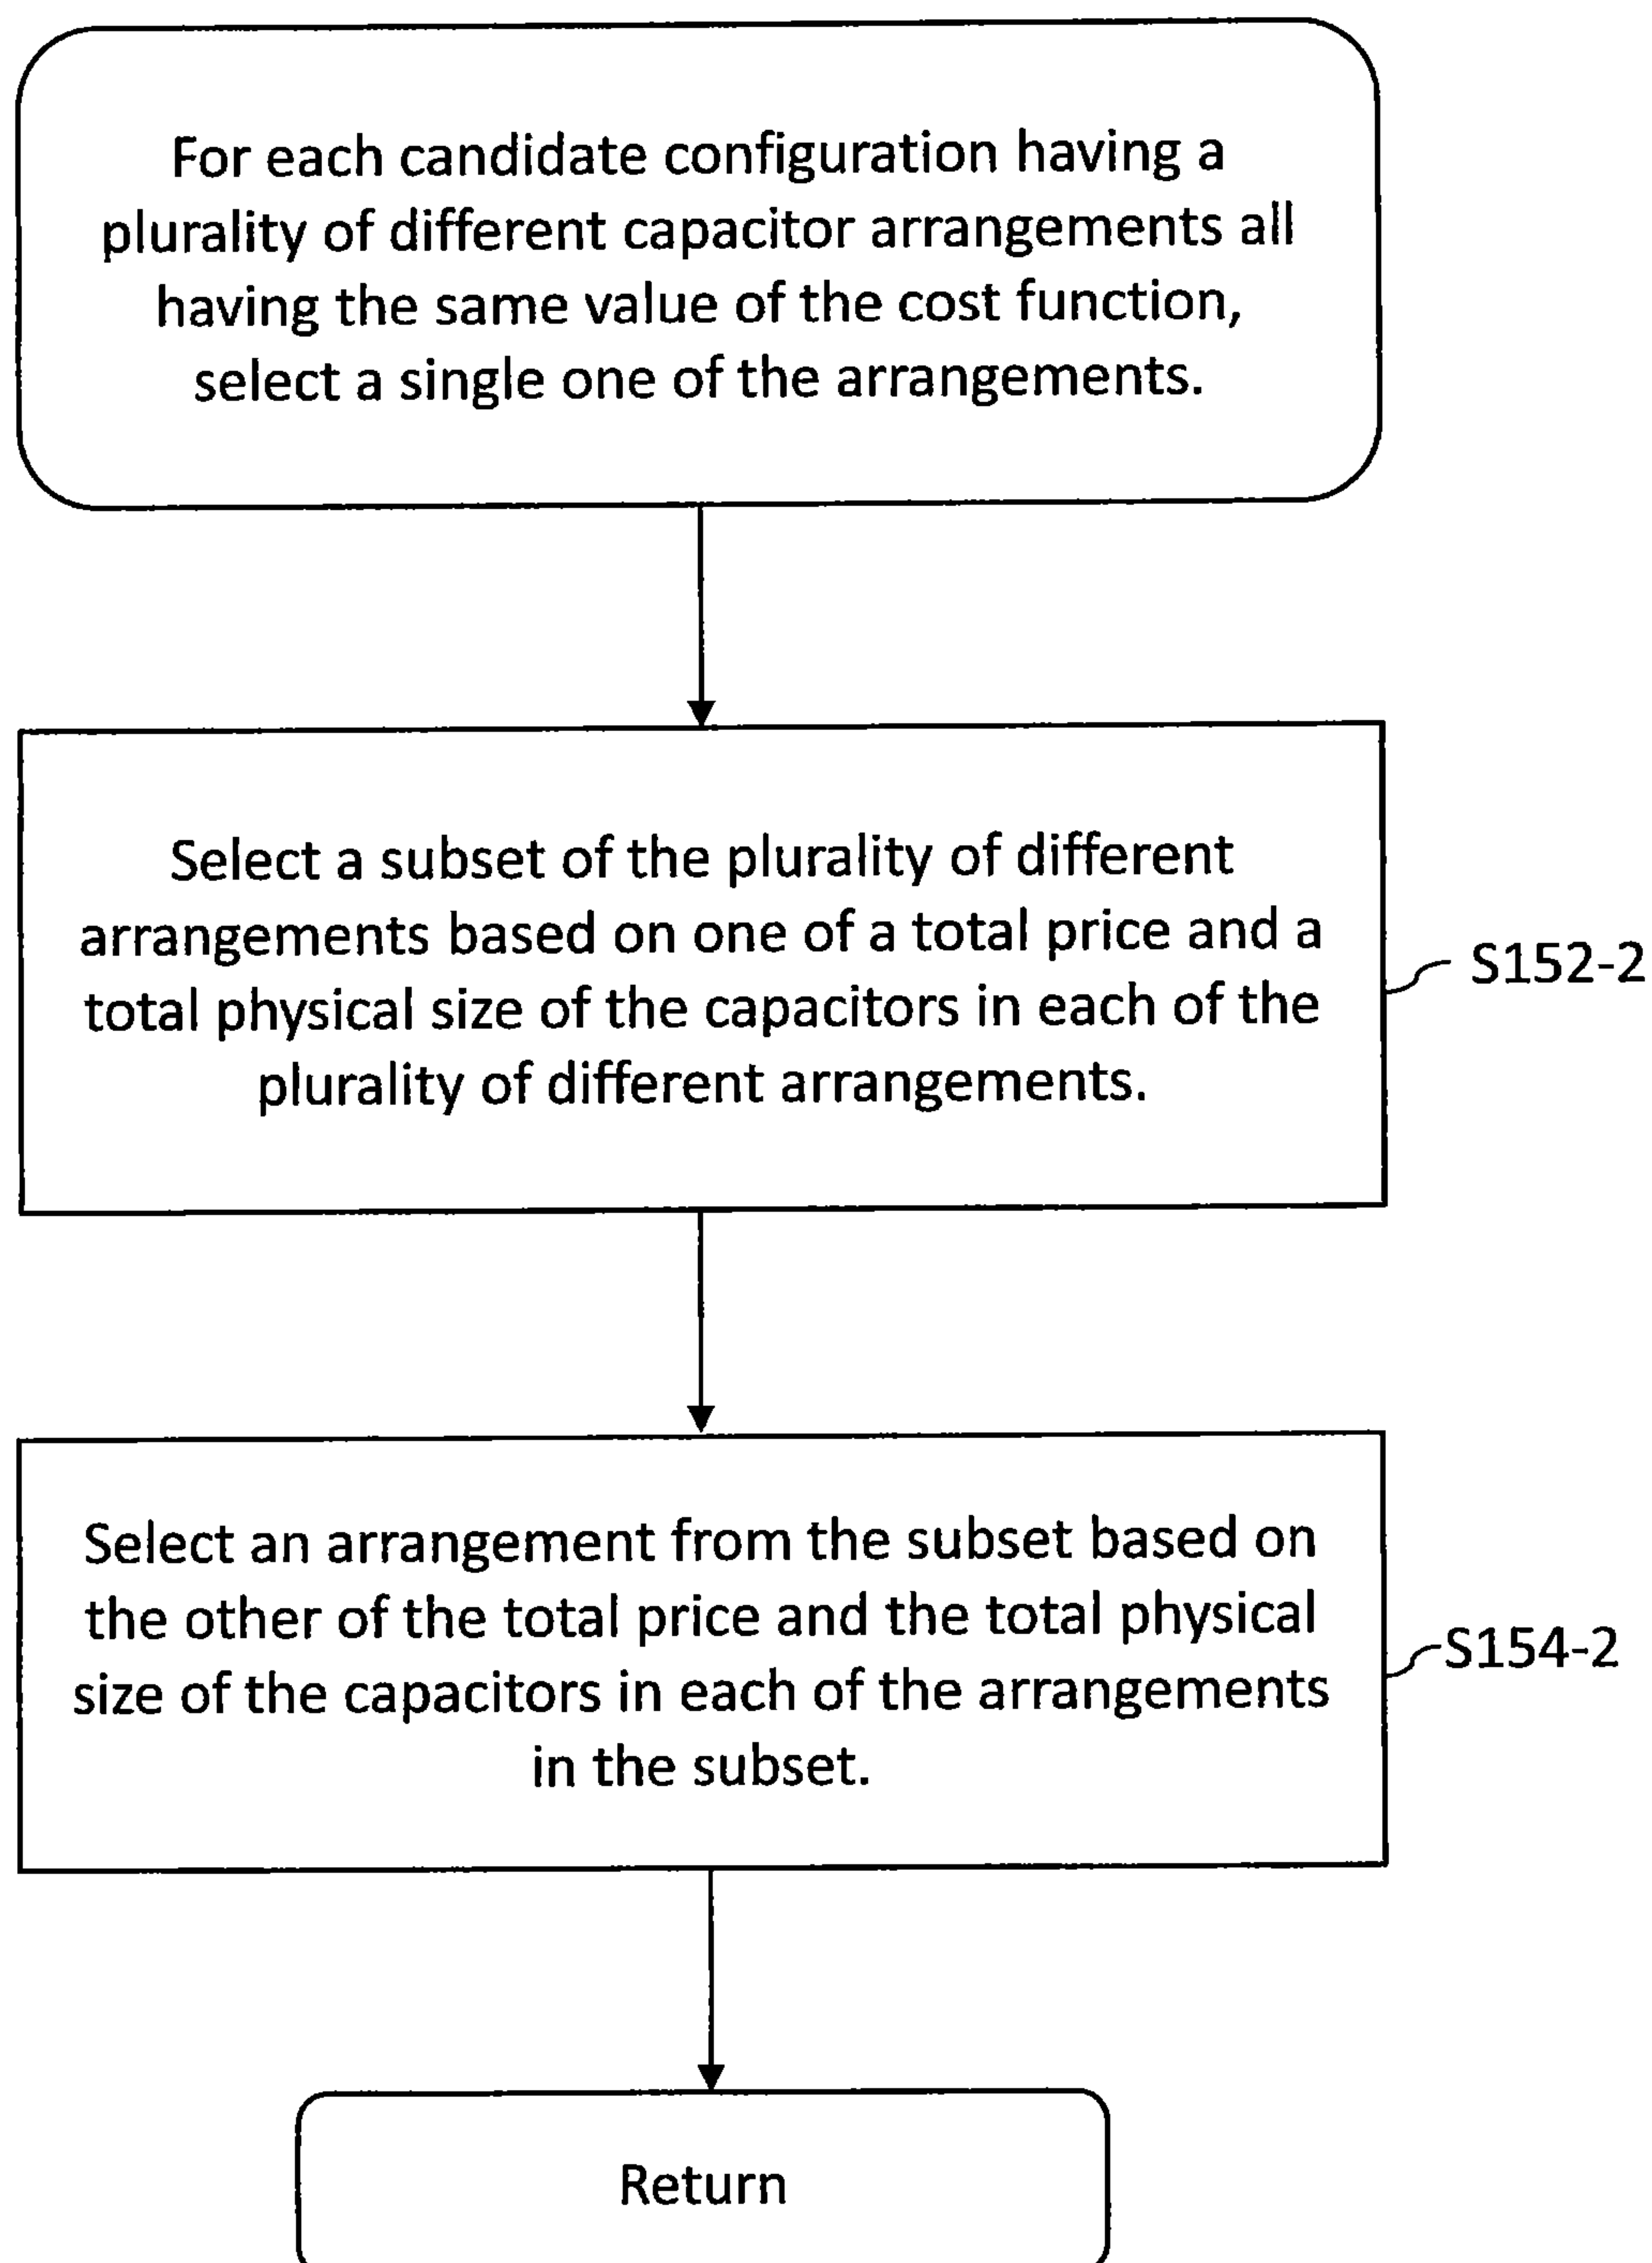 For each candidate configuration having a
plurality of different capacitor arrangements all
having the same value of the cost function,
select a single one of the arrangements.
Select a subset of the plurality of different
arrangements based on one of a total price and a
total physical size of the capacitors in each of the
plurality of different arrangements.
S152-2
Select an arrangement from the subset based on
the other of the total price and the total physical
size of the capacitors in each of the arrangements
in the subset.
S154-2
Return